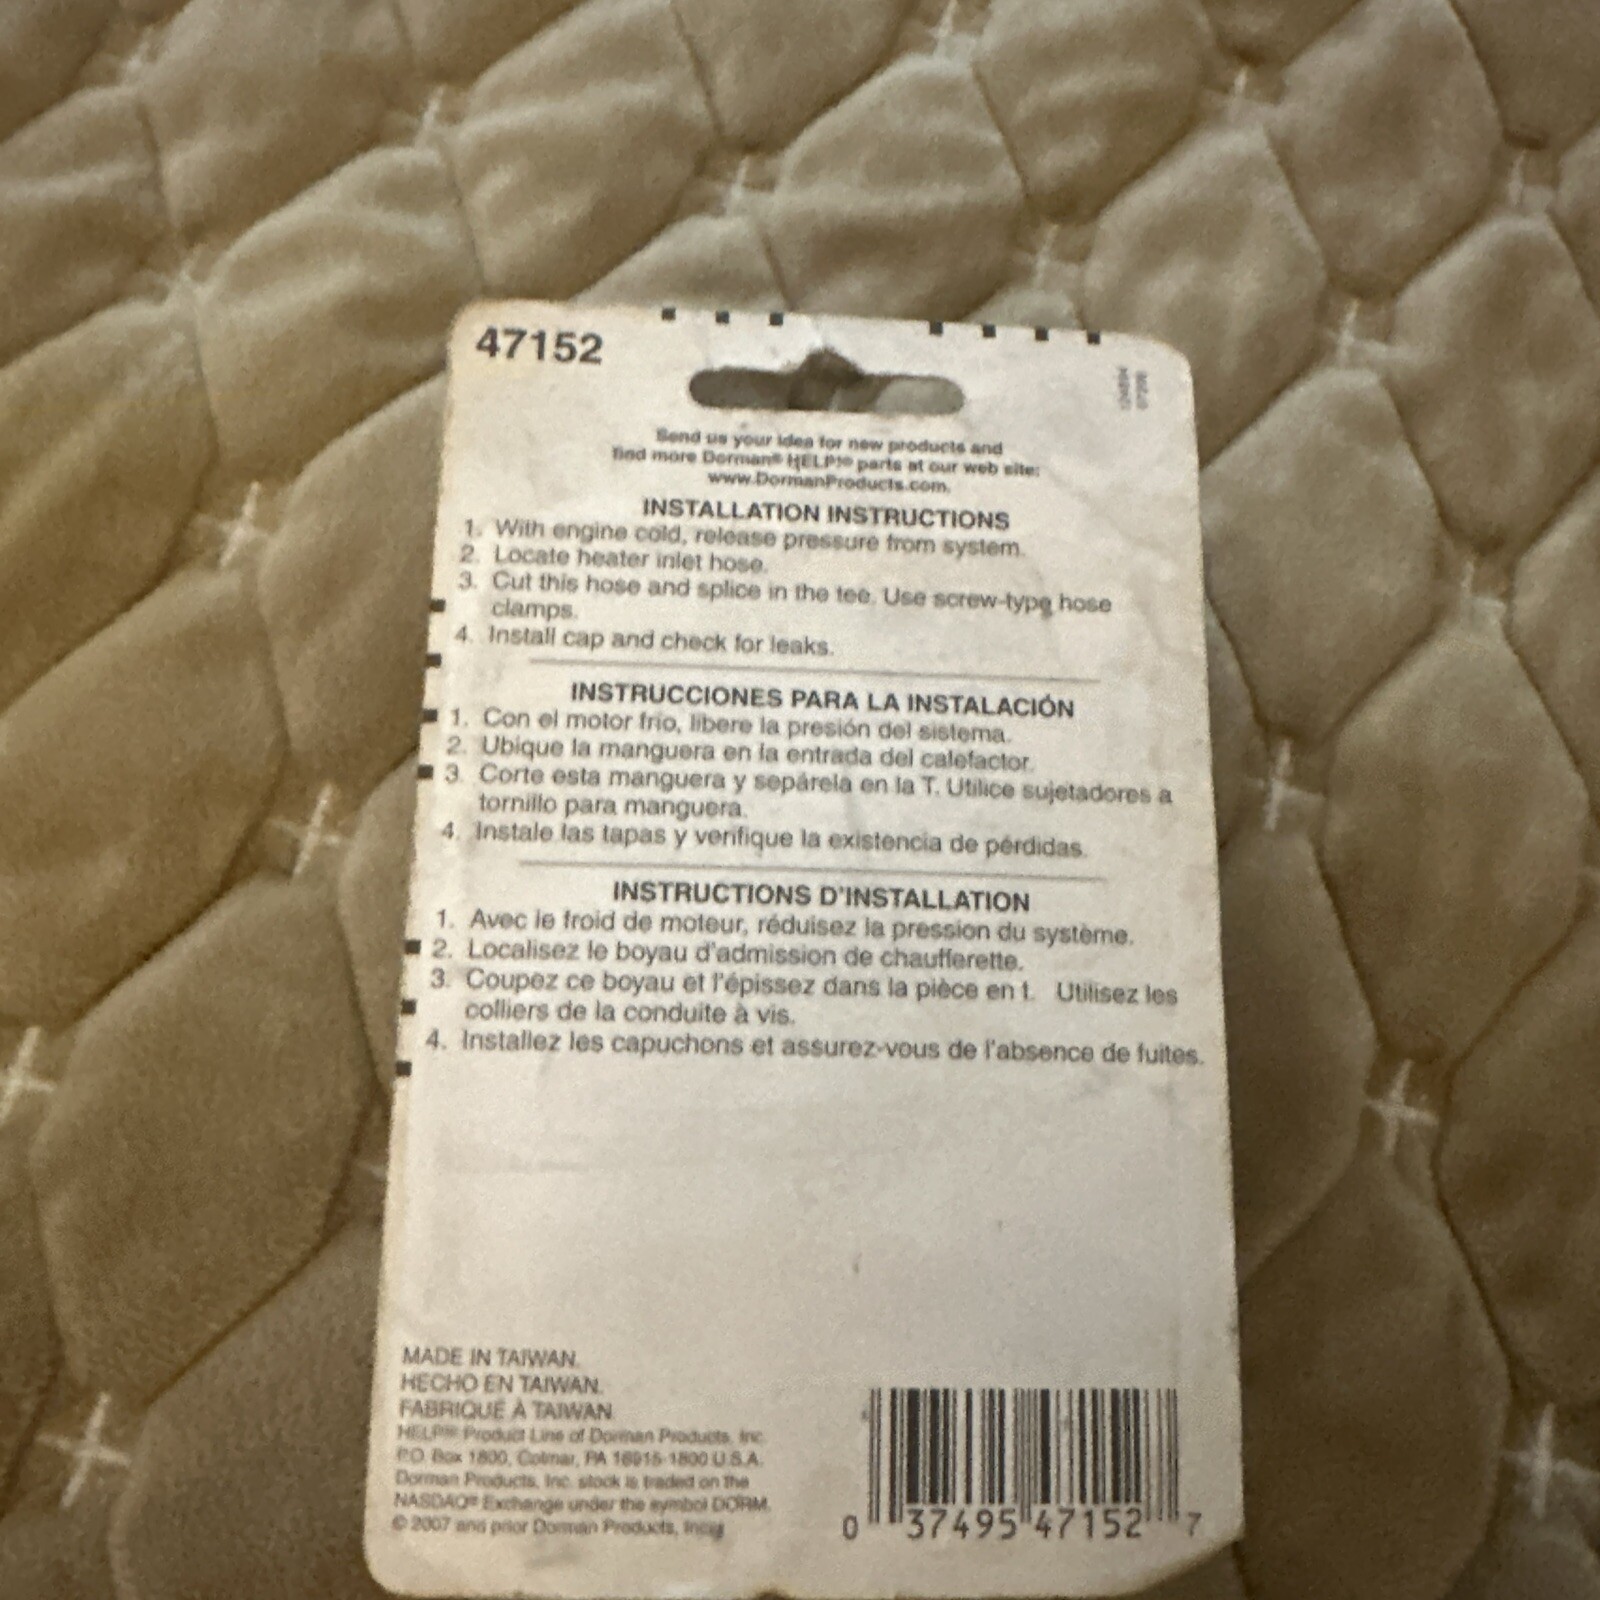 47152
Send us your idea for new products and
find more Dorman® HELP!® parts at our web site:
www.DormanProducts.com.
INSTALLATION INSTRUCTIONS
1. With engine cold, release pressure from system.
2. Locate heater inlet hose.
3. Cut this hose and splice in the tee. Use screw-type hose
clamps.
4. Install cap and check for leaks.
INSTRUCCIONES PARA LA INSTALACIÓN
1. Con el motor frio, libere la presión del sistema.
2. Ubique la manguera en la entrada del calefactor.
3. Corte esta manguera y sepárela en la T. Utilice sujetadores a
tornillo para manguera.
4. Instale las tapas y verifique la existencia de pérdidas.
INSTRUCTIONS D'INSTALLATION
1. Avec le froid de moteur, réduisez la pression du système.
2. Localisez le boyau d'admission de chaufferette.
3. Coupez ce boyau et l'épissez dans la pièce en t. Utilisez les
colliers de la conduite à vis.
4. Installez les capuchons et assurez-vous de l'absence de fuites.
MADE IN TAIWAN.
HECHO EN TAIWAN.
FABRIQUÉ À TAIWAN
HELP!® Product Line of Dorman Products, Inc.
P.O. Box 1800, Colmar, PA 18915-1800 U.S.A.
Dorman Products, Inc. stock is traded on the
NASDAQ® Exchange under the symbol DORM.
© 2007 and prior Dorman Products, Inc.
0 37495 47152 7